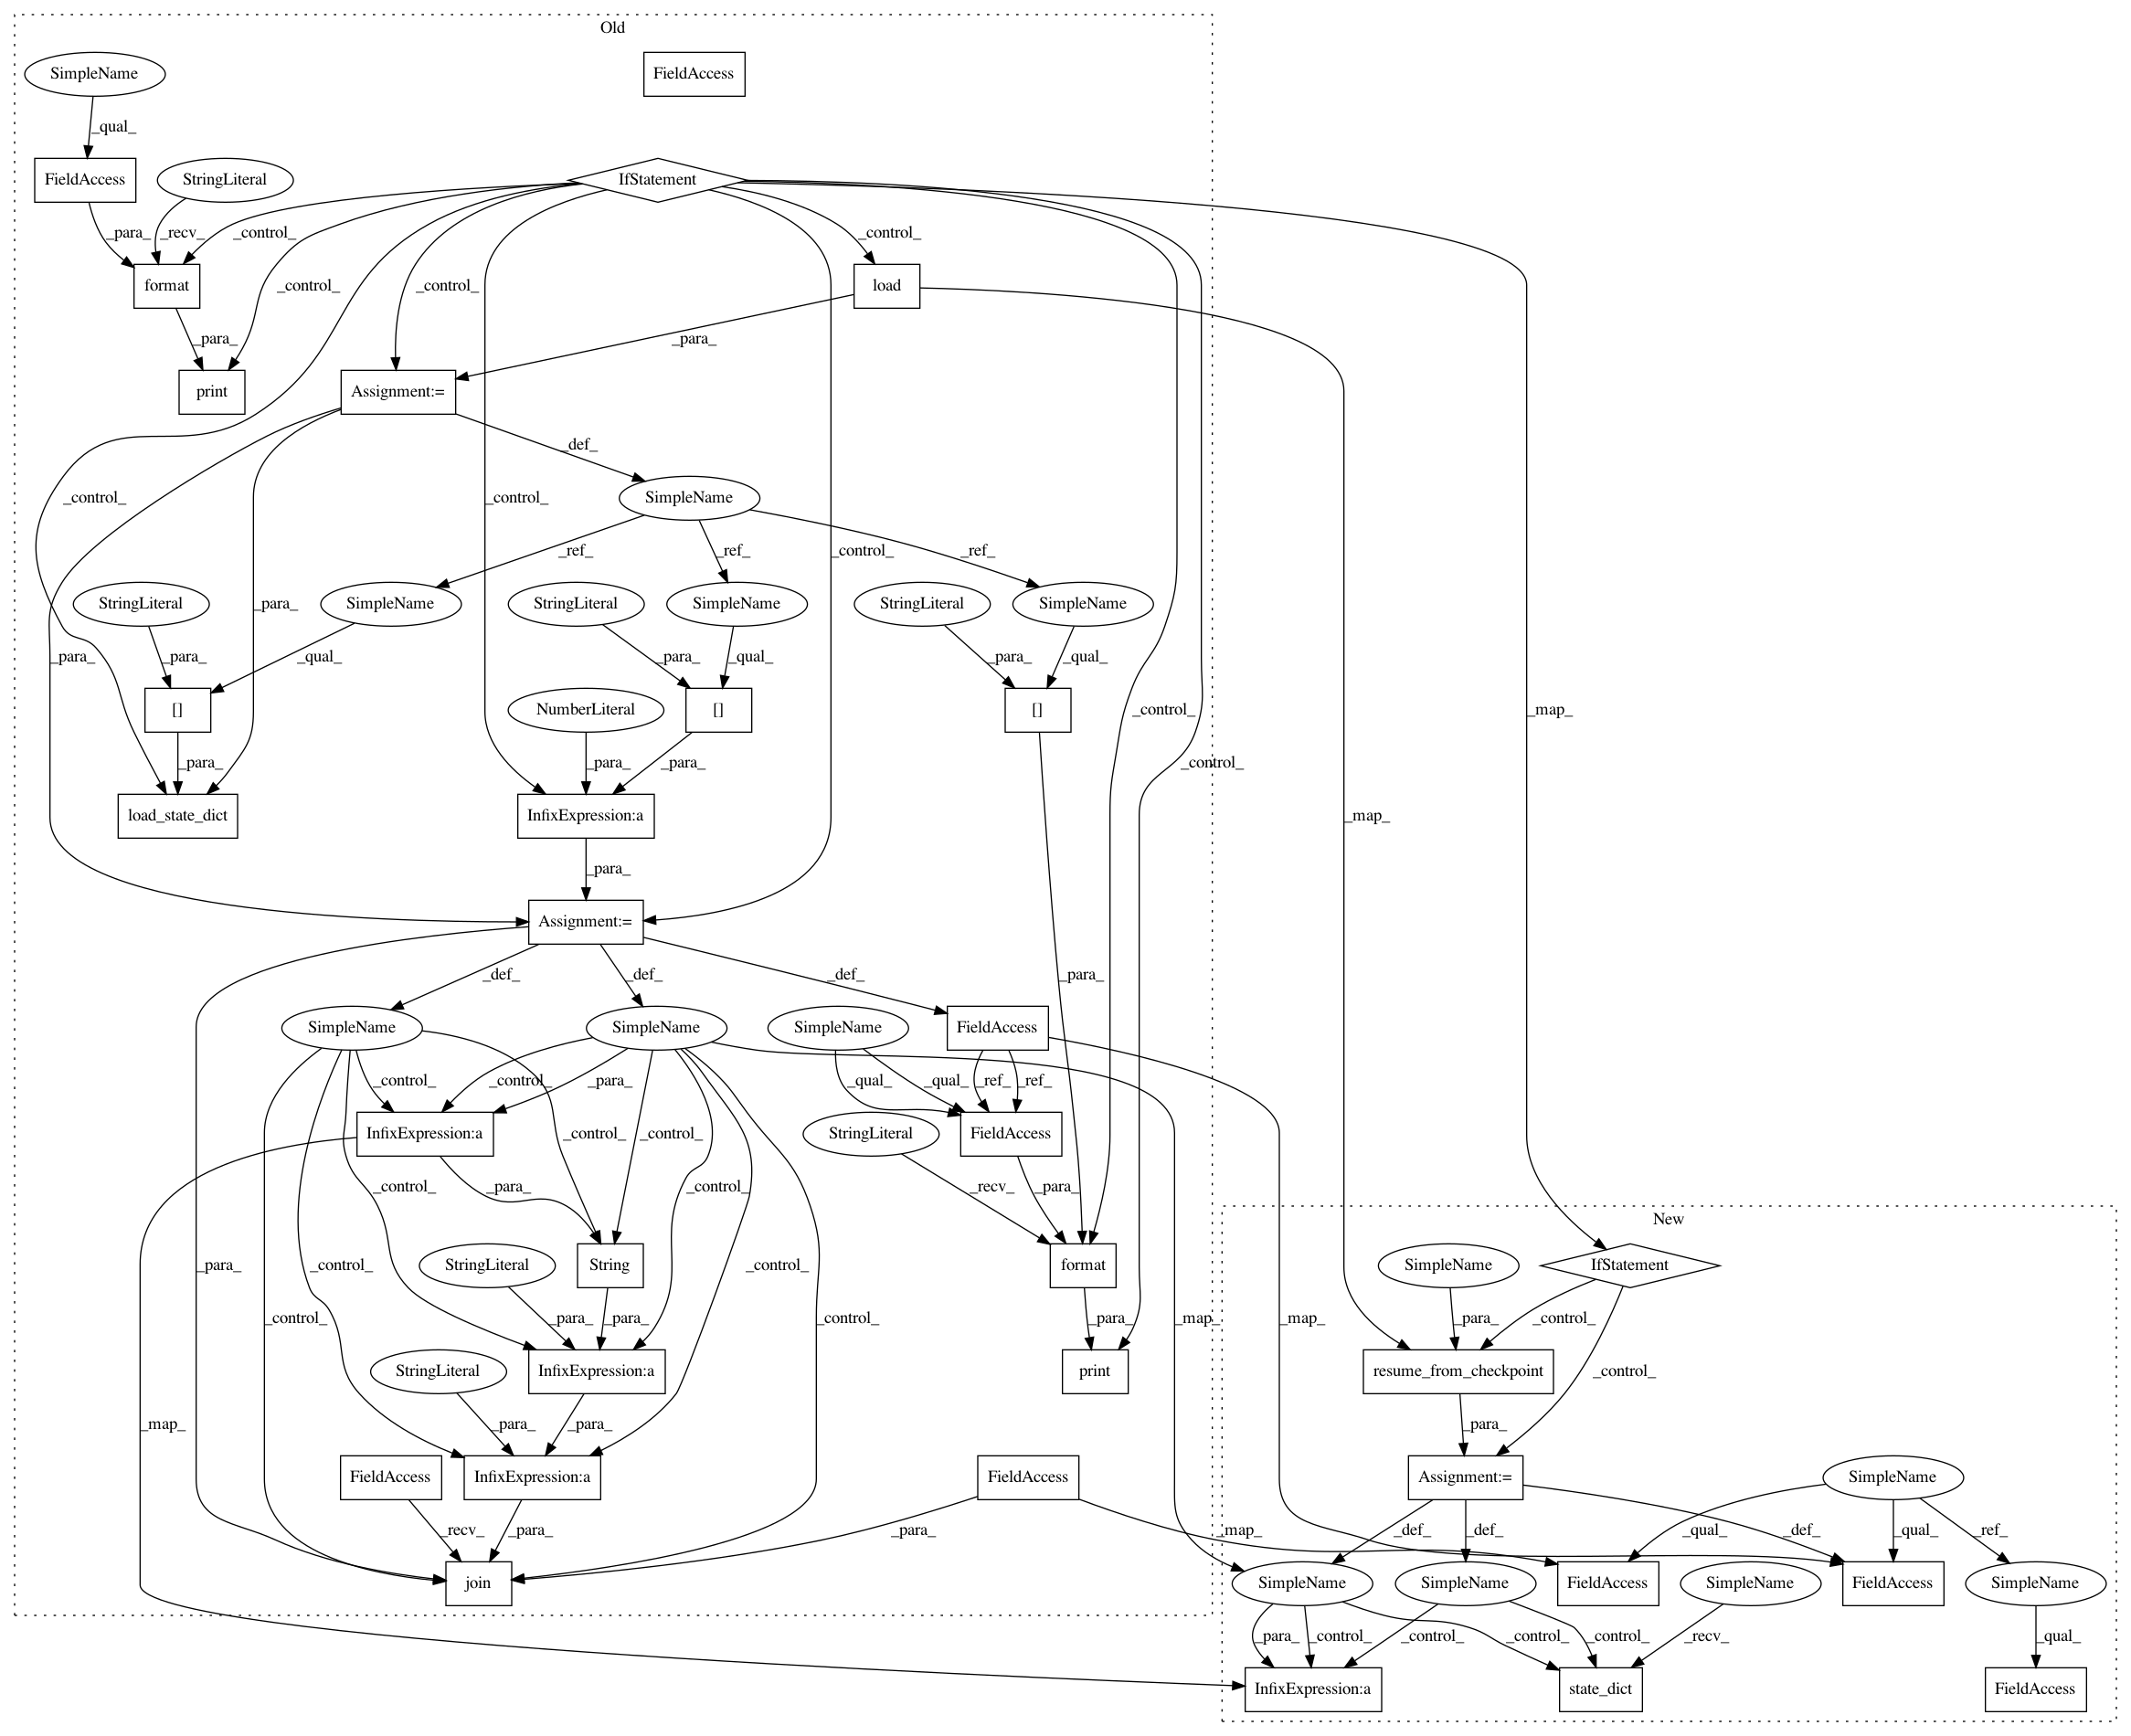 Old
SimpleName
FieldAccess
_qual_
FieldAccess
StringLiteral
IfStatement
_para_
_recv_
_control_
_control_
format
_control_
_control_
load
_para_
_para_
print
Assignment:=
_def_
_control_
_control_
SimpleName
_control_
_ref_
_ref_
_ref_
StringLiteral
SimpleName
StringLiteral
SimpleName
StringLiteral
SimpleName
_para_
_para_
_para_
_qual_
_para_
_qual_
_para_
_qual_
[]
NumberLiteral
[]
[]
_control_
_map_
_para_
_para_
_para_
_control_
load_state_dict
InfixExpression:a
_map_
_para_
Assignment:=
_def_
_def_
_def_
_para_
SimpleName
SimpleName
SimpleName
FieldAccess
_control_
_control_
_para_
_qual_
_qual_
_ref_
_ref_
InfixExpression:a
_control_
_control_
StringLiteral
FieldAccess
_para_
_control_
_control_
_recv_
_para_
New
StringLiteral
String
format
SimpleName
IfStatement
_para_
_control_
_para_
_para_
_control_
_para_
_para_
_control_
_control_
_control_
_map_
_map_
StringLiteral
InfixExpression:a
print
resume_from_checkpoint
_map_
_para_
_para_
_para_
_control_
FieldAccess
InfixExpression:a
FieldAccess
Assignment:=
SimpleName
_recv_
_para_
_para_
_map_
_def_
_def_
_qual_
_qual_
_def_
_ref_
join
SimpleName
SimpleName
FieldAccess
SimpleName
FieldAccess
SimpleName
_para_
_control_
_control_
_control_
_control_
_recv_
_qual_
InfixExpression:a
state_dict
FieldAccess